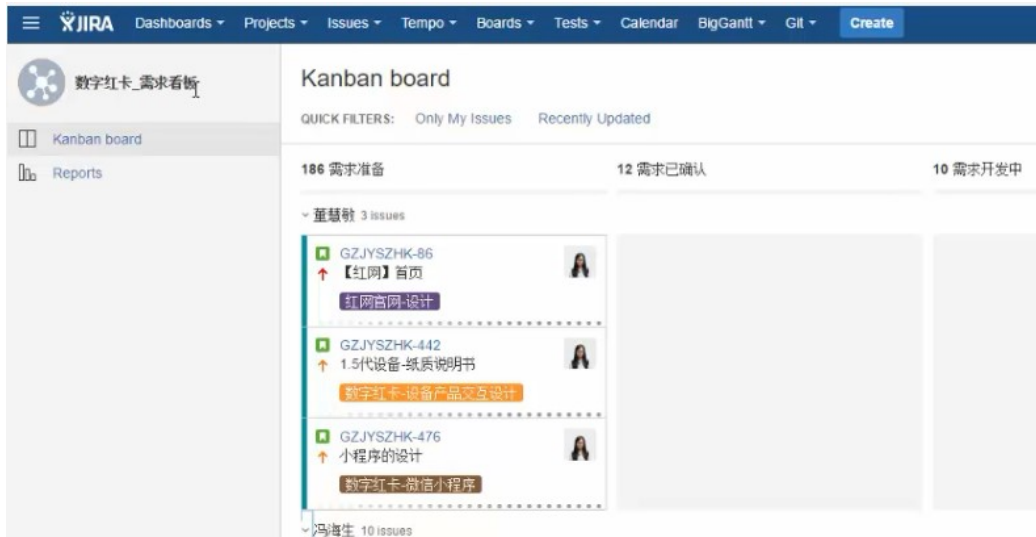 JIRA Dashboards Projects Issues Tempo Boards Tests Calendar BigGantt Git Create
数字红卡_需求看板
Kanban board
Reports
Kanban board
QUICK FILTERS: Only My Issues Recently Updated
186 需求准备 12 需求已确认 10 需求开发中
董慧敏 3 issues
GZJYSZHK-86
【红网】首页
红网官网-设计
GZJYSZHK-442
1.5代设备-纸质说明书
数字红卡-设备产品交互设计
GZJYSZHK-476
小程序的设计
数字红卡-微信小程序
冯海生 10 issues